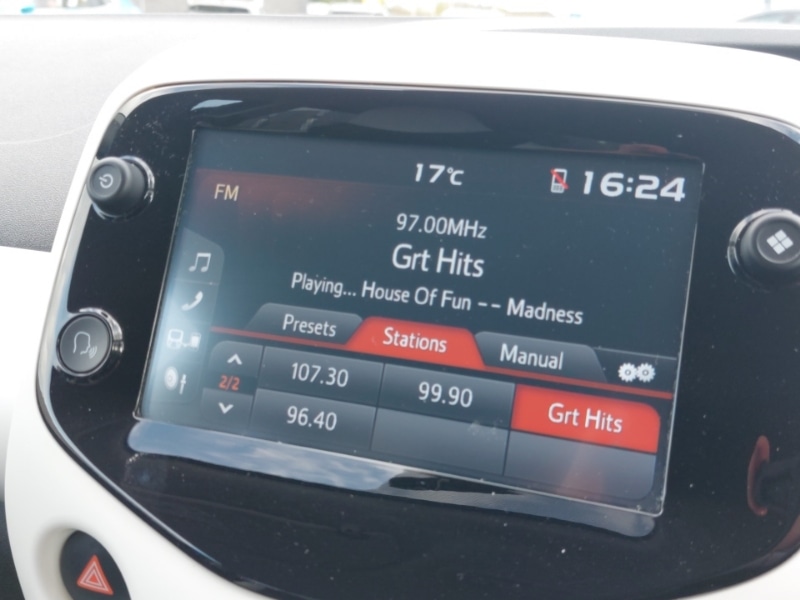 17°C
16:24
FM
97.00MHz
Grt Hits
Playing... House Of Fun -- Madness
Presets
Stations
Manual
2/2
107.30
99.90
Grt Hits
96.40